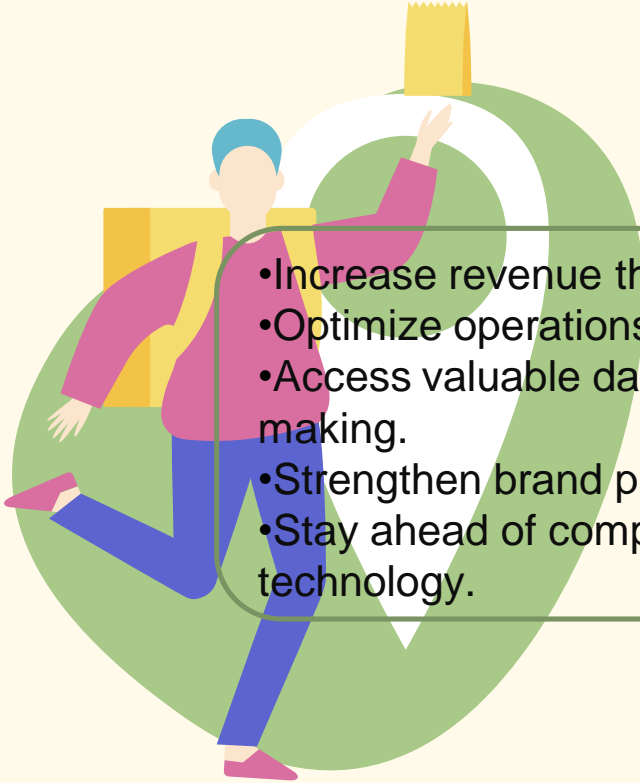 •Increase revenue th
•Optimize operations
•Access valuable da
making.
•Strengthen brand p
•Stay ahead of comp
technology.